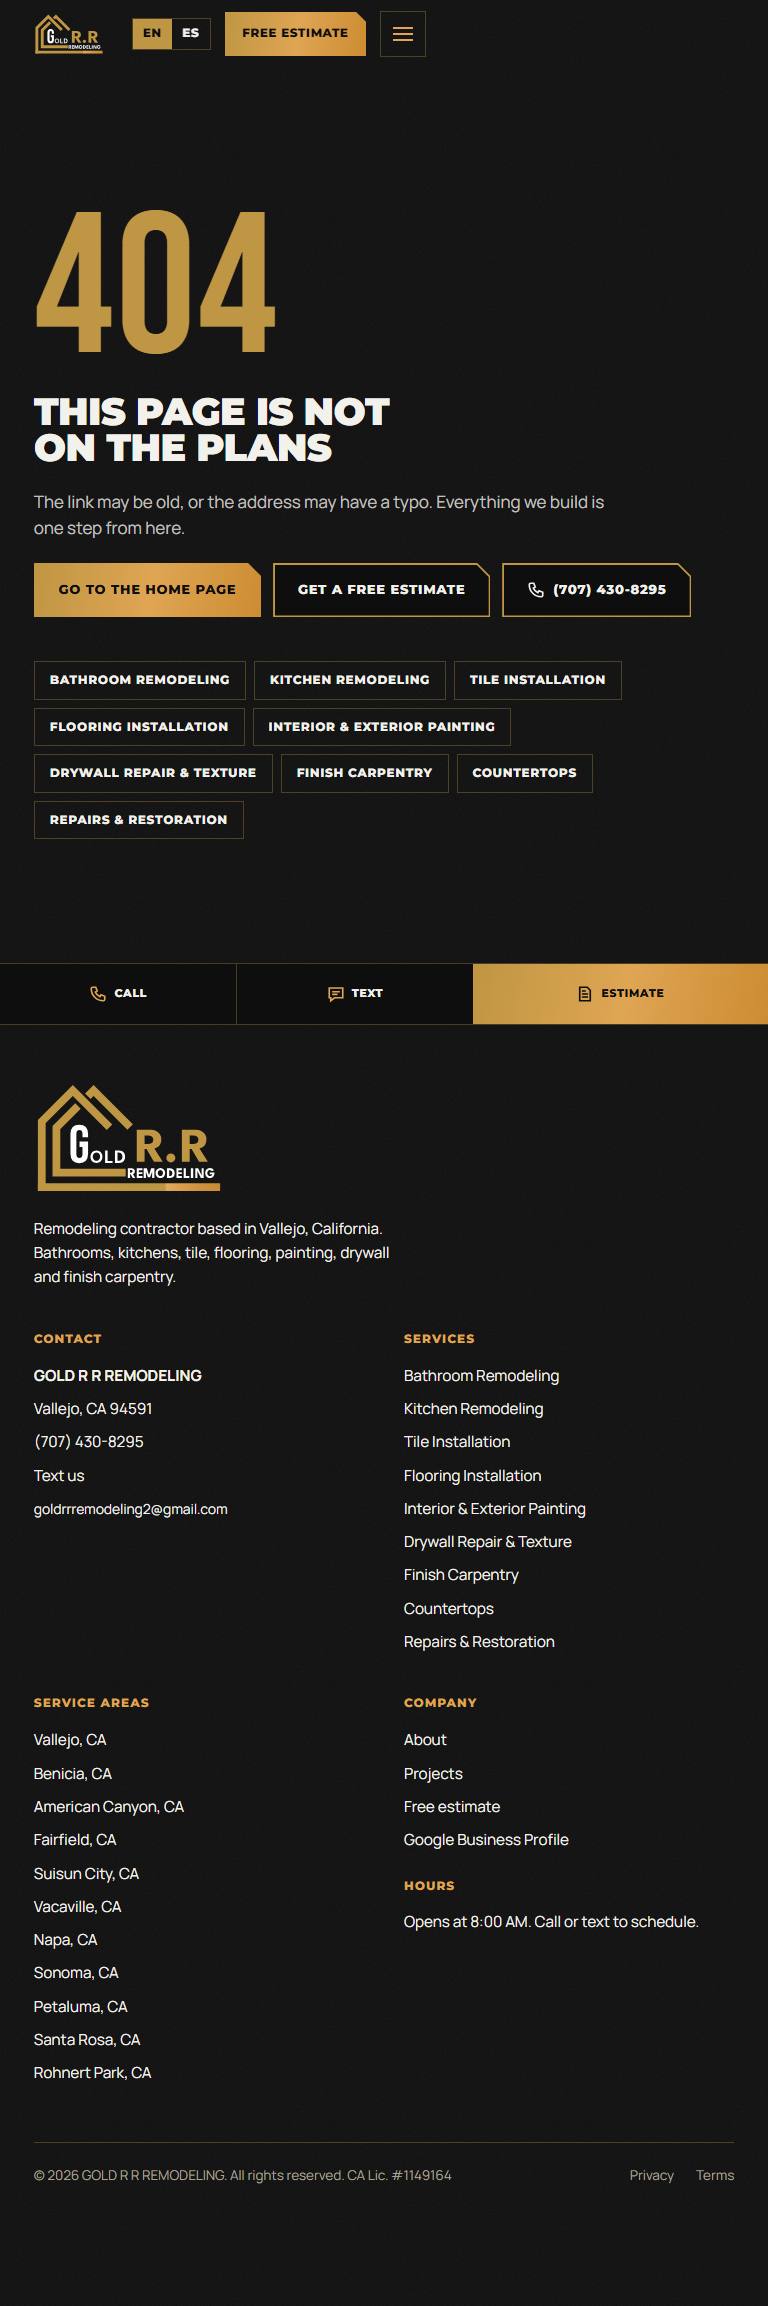 GOLD R.R
REMODELING
EN ES
FREE ESTIMATE
404
THIS PAGE IS NOT
ON THE PLANS
The link may be old, or the address may have a typo. Everything we build is
one step from here.
GO TO THE HOME PAGE
GET A FREE ESTIMATE
(707) 430-8295
BATHROOM REMODELING
KITCHEN REMODELING
TILE INSTALLATION
FLOORING INSTALLATION
INTERIOR & EXTERIOR PAINTING
DRYWALL REPAIR & TEXTURE
FINISH CARPENTRY
COUNTERTOPS
REPAIRS & RESTORATION
CALL
TEXT
ESTIMATE
GOLD R.R
REMODELING
Remodeling contractor based in Vallejo, California.
Bathrooms, kitchens, tile, flooring, painting, drywall
and finish carpentry.
CONTACT
GOLD R R REMODELING
Vallejo, CA 94591
(707) 430-8295
Text us
goldrrremodeling2@gmail.com
SERVICES
Bathroom Remodeling
Kitchen Remodeling
Tile Installation
Flooring Installation
Interior & Exterior Painting
Drywall Repair & Texture
Finish Carpentry
Countertops
Repairs & Restoration
SERVICE AREAS
Vallejo, CA
Benicia, CA
American Canyon, CA
Fairfield, CA
Suisun City, CA
Vacaville, CA
Napa, CA
Sonoma, CA
Petaluma, CA
Santa Rosa, CA
Rohnert Park, CA
COMPANY
About
Projects
Free estimate
Google Business Profile
HOURS
Opens at 8:00 AM. Call or text to schedule.
© 2026 GOLD R R REMODELING. All rights reserved. CA Lic. #1149164
Privacy
Terms